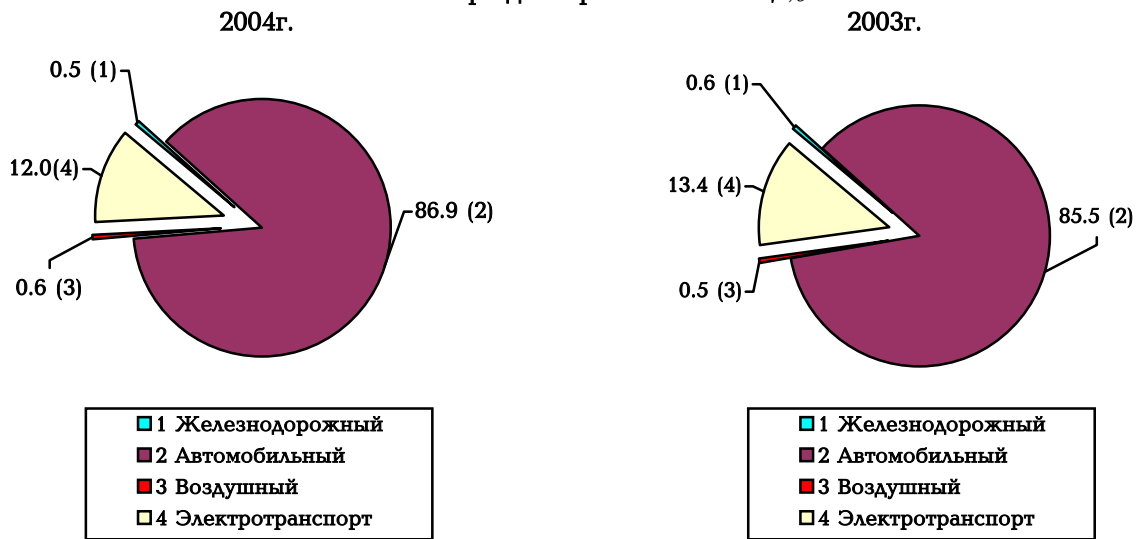 2004г.
0.5 (1)
12.0(4)
86.9 (2)
0.6 (3)
1 Железнодорожный
2 Автомобильный
3 Воздушный
4 Электротранспорт
2003г.
0.6 (1)
13.4 (4)
85.5 (2)
0.5 (3)
1 Железнодорожный
2 Автомобильный
3 Воздушный
4 Электротранспорт